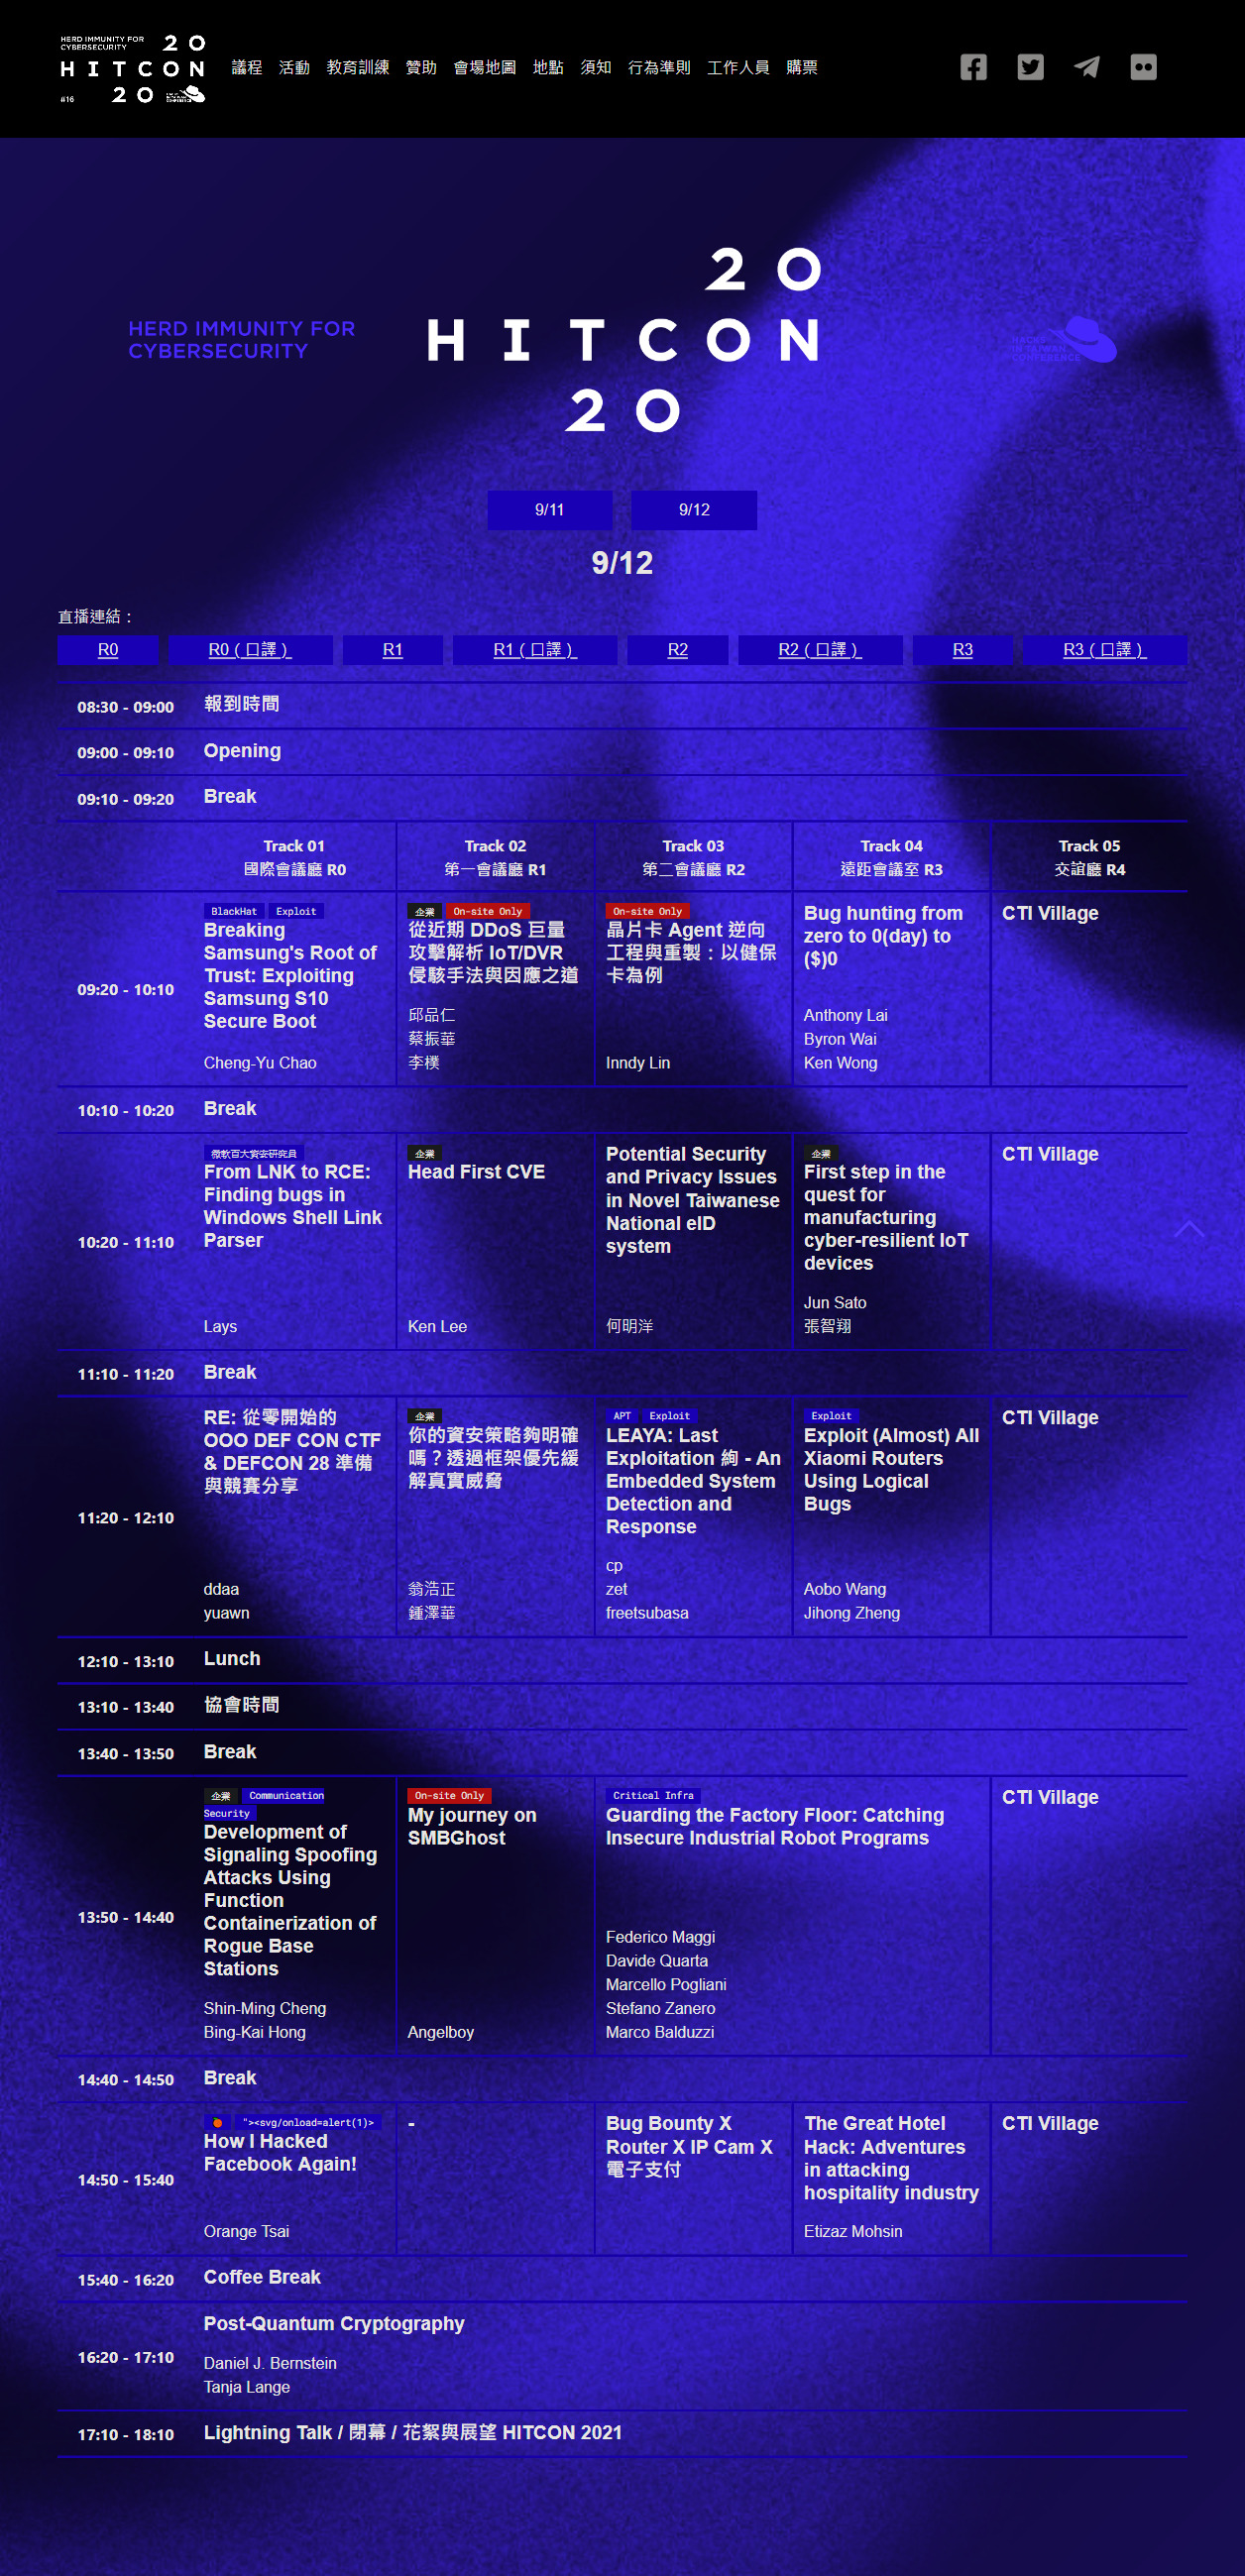 HERD IMMUNITY FOR
CYBERSECURITY
20
HITCON
#16
20
議程 活動 教育訓練 贊助 會場地圖 地點 須知 行為準則 工作人員 購票
20
HERD IMMUNITY FOR
CYBERSECURITY
HITCON
HACKS
IN TAIWAN
CONFERENCE
20
9/11 9/12
9/12
直播連結：
R0 R0 ( 口譯 ) R1 R1 ( 口譯 ) R2 R2 ( 口譯 ) R3 R3 ( 口譯 )
08:30 - 09:00 報到時間
09:00 - 09:10 Opening
09:10 - 09:20 Break
Track 01
國際會議廳 R0
Track 02
第一會議廳 R1
Track 03
第二會議廳 R2
Track 04
遠距會議室 R3
Track 05
交誼廳 R4
09:20 - 10:10
BlackHat Exploit
Breaking
Samsung's Root of
Trust: Exploiting
Samsung S10
Secure Boot
Cheng-Yu Chao
企業 On-site Only
從近期 DDoS 巨量
攻擊解析 IoT/DVR
侵駭手法與因應之道
邱品仁
蔡振華
李樸
On-site Only
晶片卡 Agent 逆向
工程與重製：以健保
卡為例
Inndy Lin
Bug hunting from
zero to 0(day) to
($)0
Anthony Lai
Byron Wai
Ken Wong
CTI Village
10:10 - 10:20 Break
10:20 - 11:10
微軟百大資安研究員
From LNK to RCE:
Finding bugs in
Windows Shell Link
Parser
Lays
企業
Head First CVE
Ken Lee
Potential Security
and Privacy Issues
in Novel Taiwanese
National eID
system
何明洋
企業
First step in the
quest for
manufacturing
cyber-resilient IoT
devices
Jun Sato
張智翔
CTI Village
11:10 - 11:20 Break
11:20 - 12:10
RE: 從零開始的
OOO DEF CON CTF
& DEFCON 28 準備
與競賽分享
ddaa
yuawn
企業
你的資安策略夠明確
嗎？透過框架優先緩
解真實威脅
翁浩正
鍾澤華
APT Exploit
LEAYA: Last
Exploitation 絢 - An
Embedded System
Detection and
Response
cp
zet
freetsubasa
Exploit
Exploit (Almost) All
Xiaomi Routers
Using Logical
Bugs
Aobo Wang
Jihong Zheng
CTI Village
12:10 - 13:10 Lunch
13:10 - 13:40 協會時間
13:40 - 13:50 Break
13:50 - 14:40
企業 Communication
Security
Development of
Signaling Spoofing
Attacks Using
Function
Containerization of
Rogue Base
Stations
Shin-Ming Cheng
Bing-Kai Hong
On-site Only
My journey on
SMBGhost
Angelboy
Critical Infra
Guarding the Factory Floor: Catching
Insecure Industrial Robot Programs
Federico Maggi
Davide Quarta
Marcello Pogliani
Stefano Zanero
Marco Balduzzi
CTI Village
14:40 - 14:50 Break
14:50 - 15:40
🍊 "><svg/onload=alert(1)>
How I Hacked
Facebook Again!
Orange Tsai
-
Bug Bounty X
Router X IP Cam X
電子支付
The Great Hotel
Hack: Adventures
in attacking
hospitality industry
Etizaz Mohsin
CTI Village
15:40 - 16:20 Coffee Break
16:20 - 17:10
Post-Quantum Cryptography
Daniel J. Bernstein
Tanja Lange
17:10 - 18:10 Lightning Talk / 閉幕 / 花絮與展望 HITCON 2021